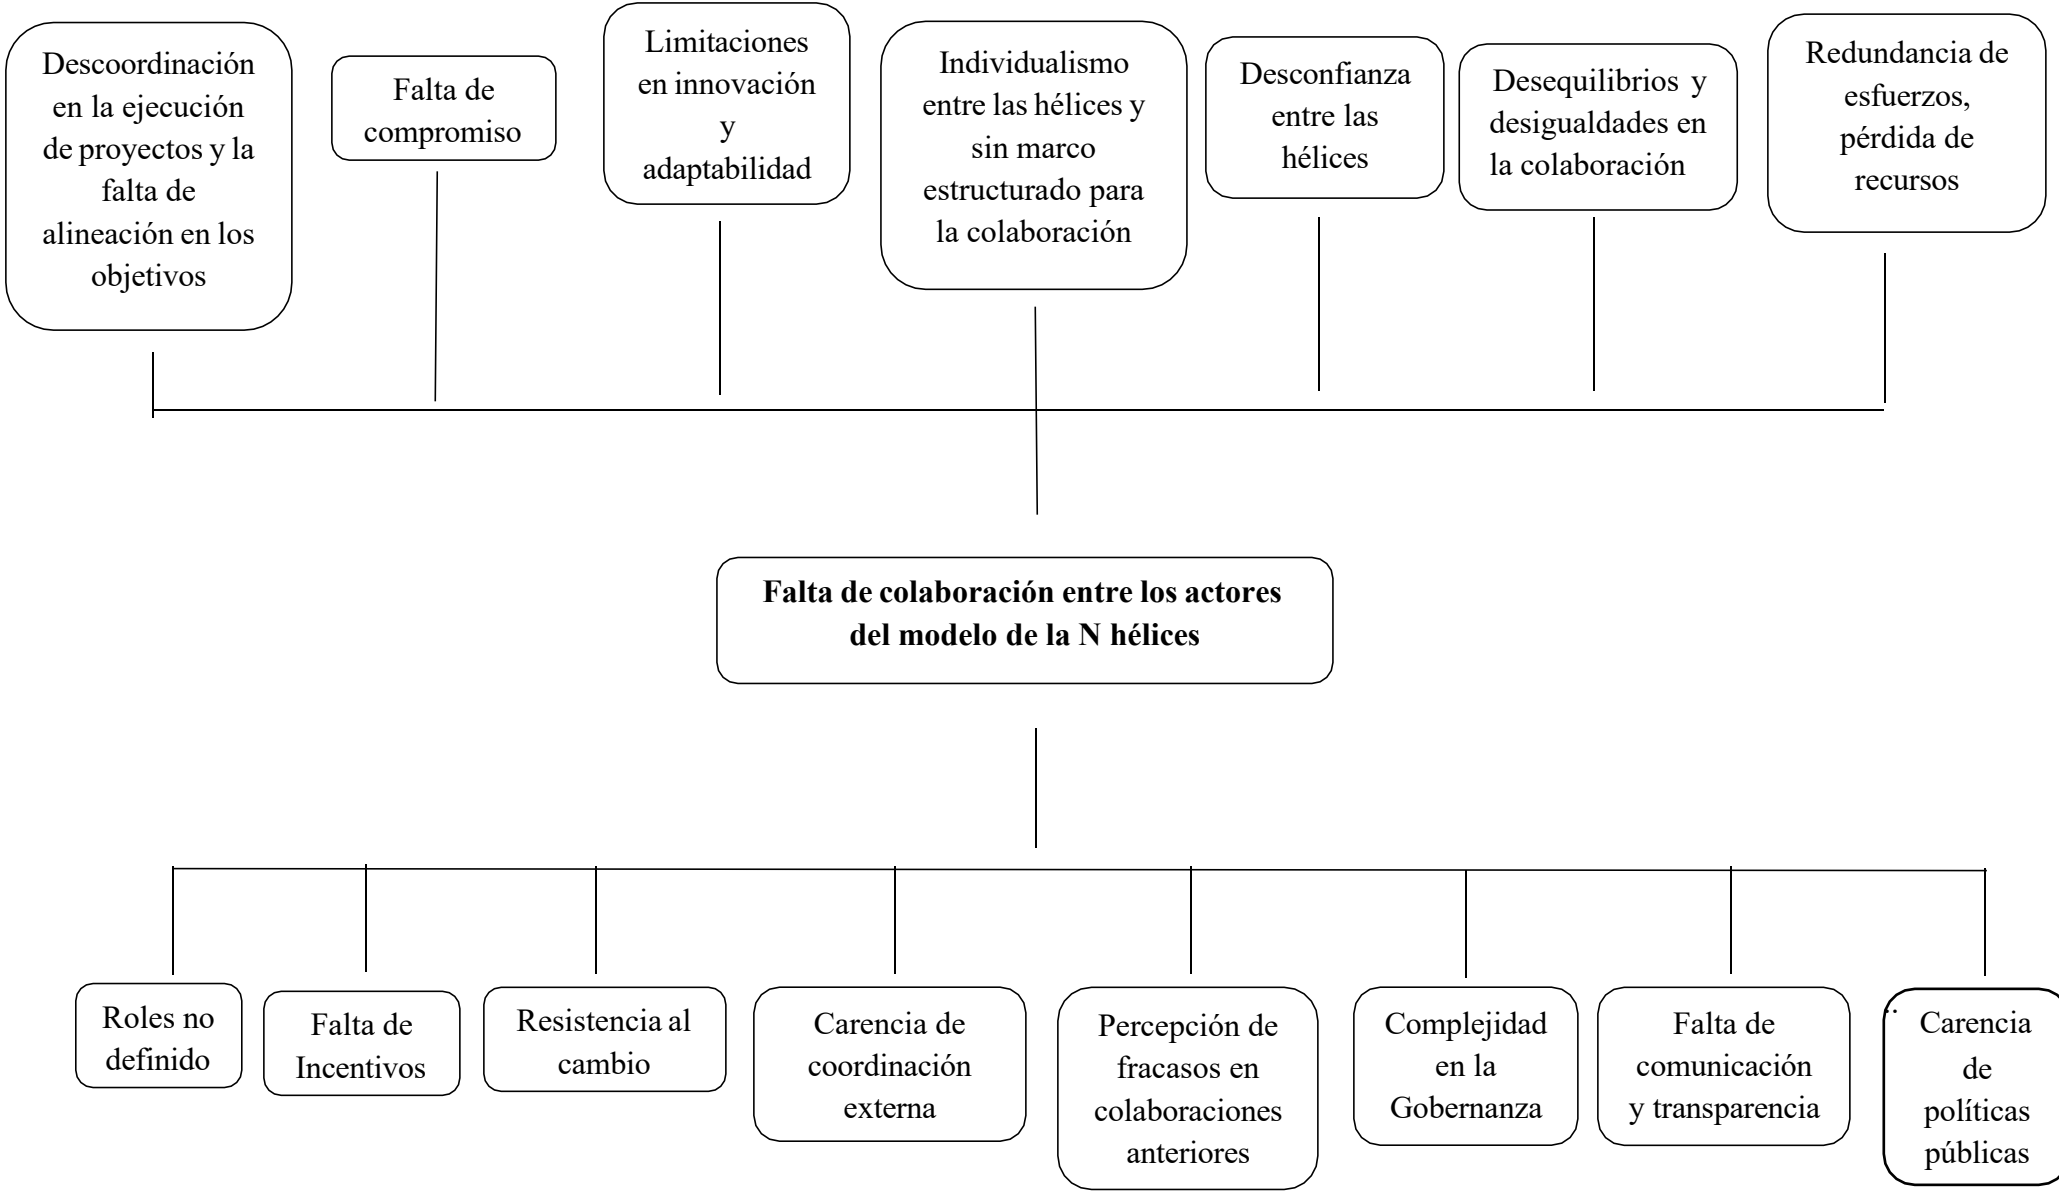 Descoordinación
en la ejecución
de proyectos y la
falta de
alineación en los
objetivos
Falta de
compromiso
Limitaciones
en innovación
y
adaptabilidad
Individualismo
entre las hélices y
sin marco
estructurado para
la colaboración
Desconfianza
entre las
hélices
Desequilibrios y
desigualdades en
la colaboración
Redundancia de
esfuerzos,
pérdida de
recursos
Falta de colaboración entre los actores
del modelo de la N hélices
Roles no
definido
Falta de
Incentivos
Resistencia al
cambio
Carencia de
coordinación
externa
Percepción de
fracasos en
colaboraciones
anteriores
Complejidad
en la
Gobernanza
Falta de
comunicación
y transparencia
¨ Carencia
de
políticas
públicas